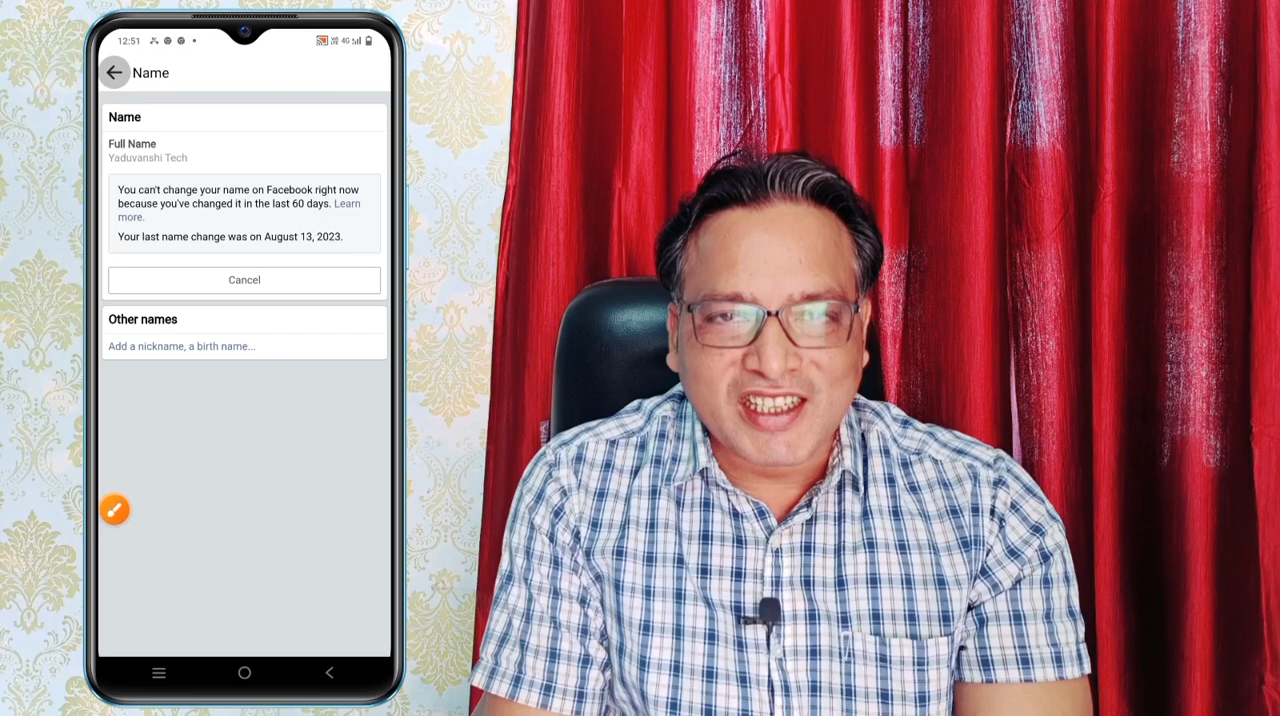 12:51
4G
Name
Name
Full Name
Yaduvanshi Tech
You can't change your name on Facebook right now
because you've changed it in the last 60 days. Learn
more.
Your last name change was on August 13, 2023.
Cancel
Other names
Add a nickname, a birth name...